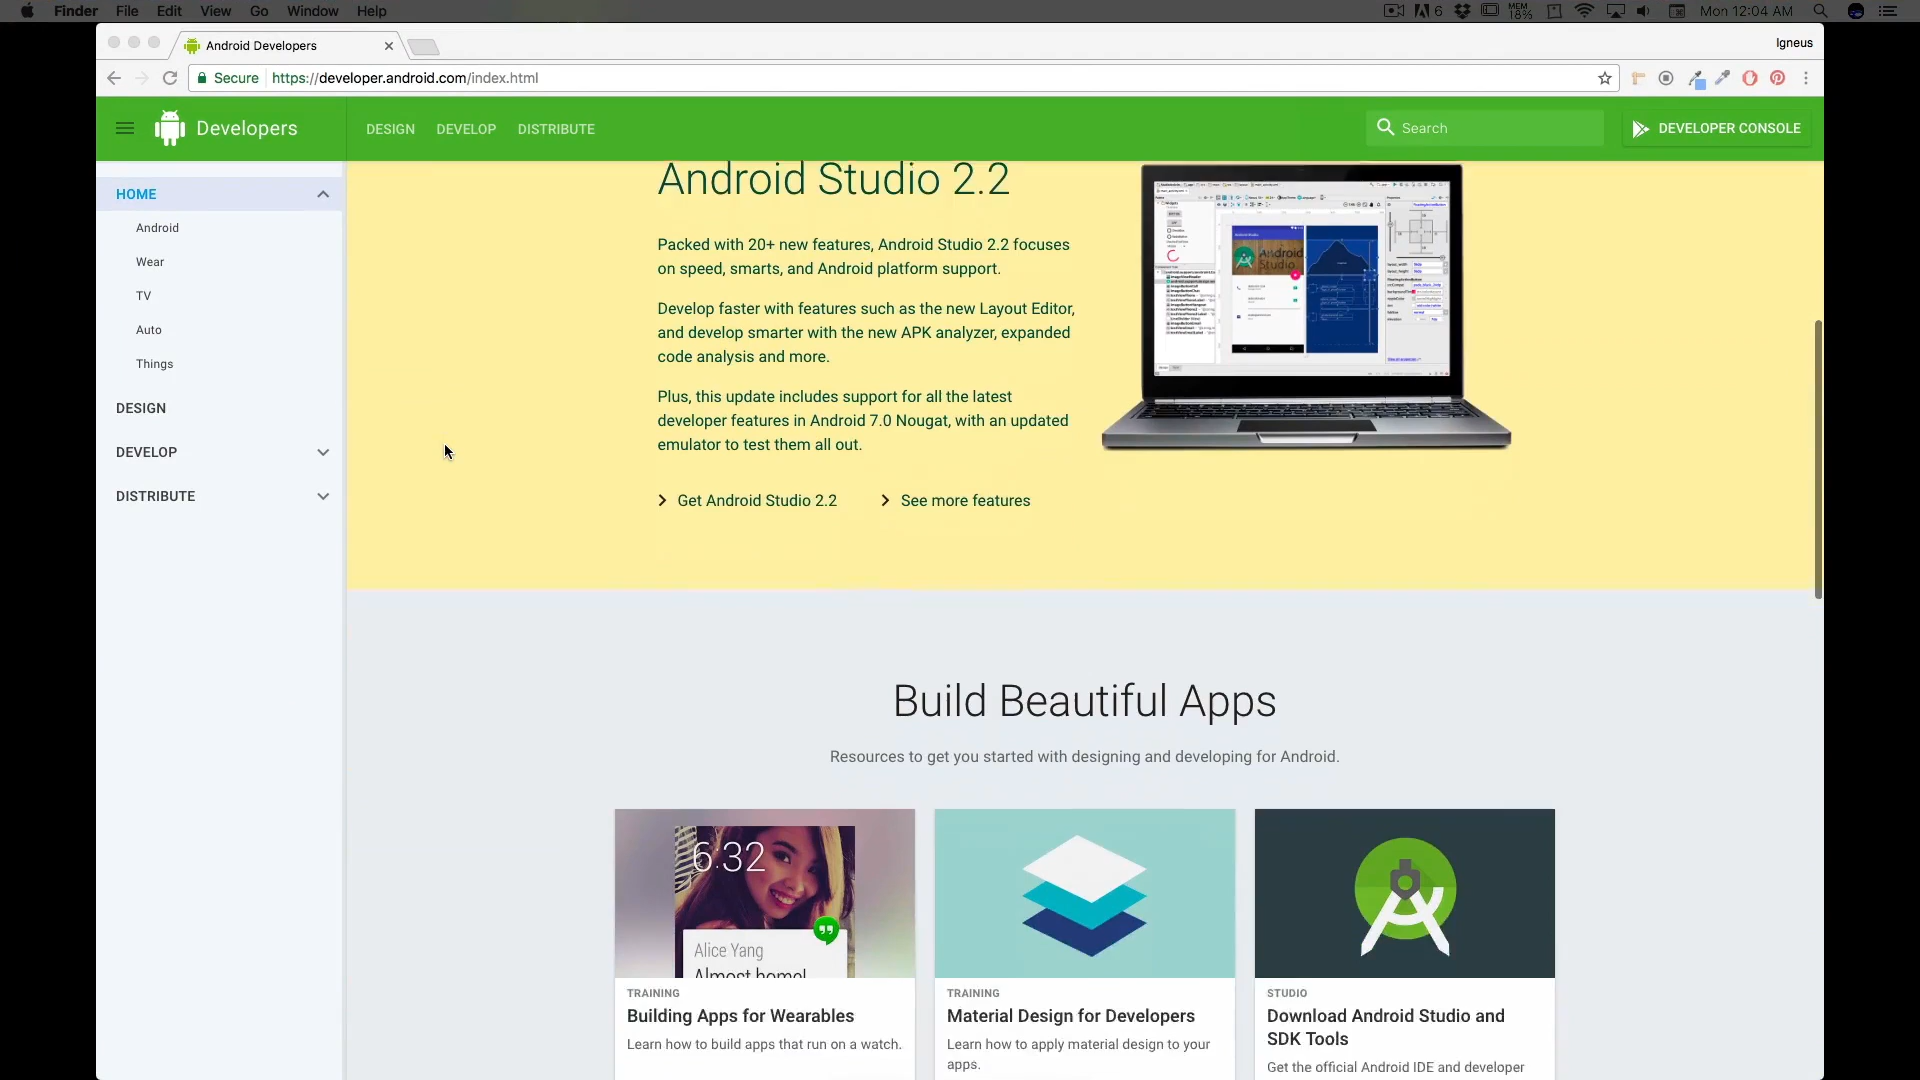 Finder File Edit View Go Window Help
6
MEM
18%
Mon 12:04 AM
Android Developers
Igneus
Secure https://developer.android.com/index.html
Developers
DESIGN DEVELOP DISTRIBUTE
Search
DEVELOPER CONSOLE
HOME
Android
Wear
TV
Auto
Things
DESIGN
DEVELOP
DISTRIBUTE
Android Studio 2.2
Packed with 20+ new features, Android Studio 2.2 focuses
on speed, smarts, and Android platform support.
Develop faster with features such as the new Layout Editor,
and develop smarter with the new APK analyzer, expanded
code analysis and more.
Plus, this update includes support for all the latest
developer features in Android 7.0 Nougat, with an updated
emulator to test them all out.
Get Android Studio 2.2
See more features
Android
Studio
Build Beautiful Apps
Resources to get you started with designing and developing for Android.
6:32
Alice Yang
Almost home!
TRAINING
Building Apps for Wearables
Learn how to build apps that run on a watch.
TRAINING
Material Design for Developers
Learn how to apply material design to your
apps.
STUDIO
Download Android Studio and
SDK Tools
Get the official Android IDE and developer